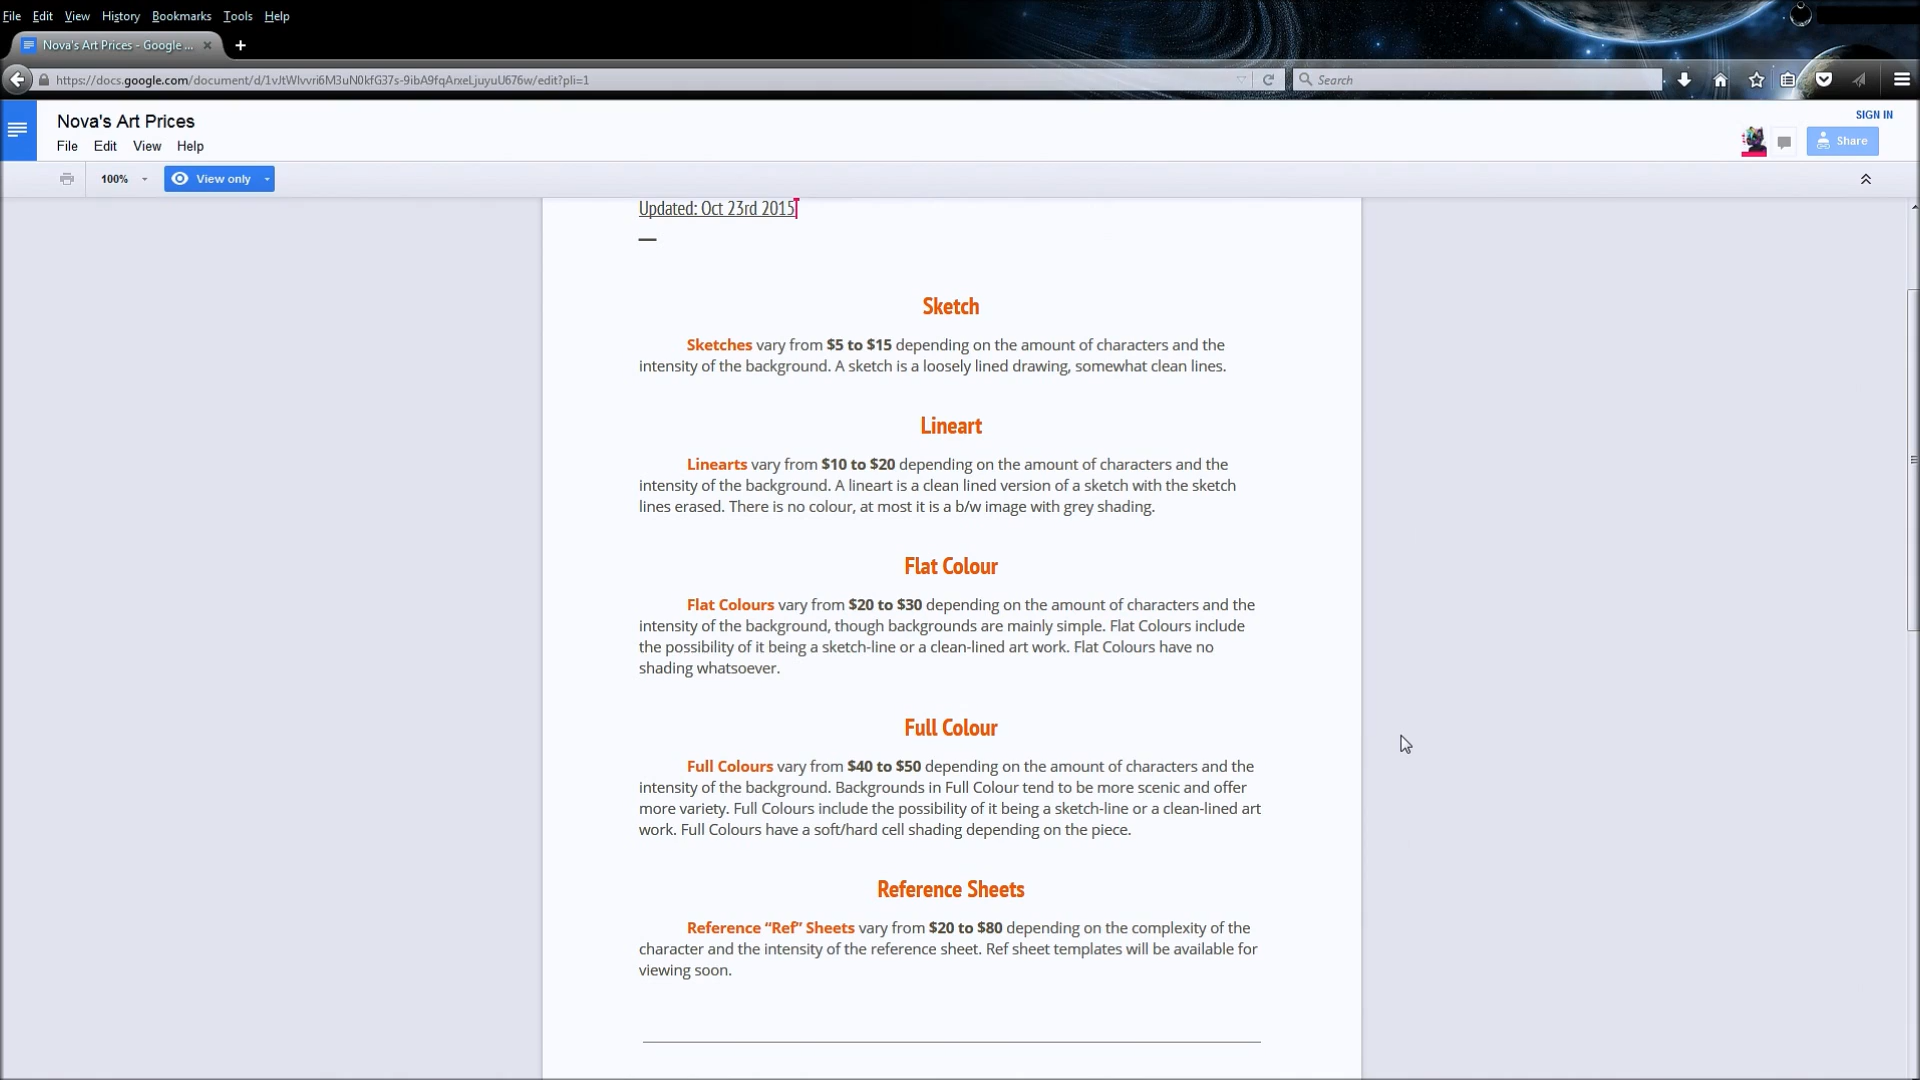 File Edit View History Bookmarks Tools Help
Nova's Art Prices - Google ...
https://docs.google.com/document/d/1vJtWlvvri6M3uN0kfG37s-9ibA9fqArxeLjuyuU676w/edit?pli=1
Search
Nova's Art Prices
SIGN IN
File Edit View Help
Share
100%
View only
Updated: Oct 23rd 2015
Sketch
Sketches vary from $5 to $15 depending on the amount of characters and the
intensity of the background. A sketch is a loosely lined drawing, somewhat clean lines.
Lineart
Linearts vary from $10 to $20 depending on the amount of characters and the
intensity of the background. A lineart is a clean lined version of a sketch with the sketch
lines erased. There is no colour, at most it is a b/w image with grey shading.
Flat Colour
Flat Colours vary from $20 to $30 depending on the amount of characters and the
intensity of the background, though backgrounds are mainly simple. Flat Colours include
the possibility of it being a sketch-line or a clean-lined art work. Flat Colours have no
shading whatsoever.
Full Colour
Full Colours vary from $40 to $50 depending on the amount of characters and the
intensity of the background. Backgrounds in Full Colour tend to be more scenic and offer
more variety. Full Colours include the possibility of it being a sketch-line or a clean-lined art
work. Full Colours have a soft/hard cell shading depending on the piece.
Reference Sheets
Reference “Ref” Sheets vary from $20 to $80 depending on the complexity of the
character and the intensity of the reference sheet. Ref sheet templates will be available for
viewing soon.